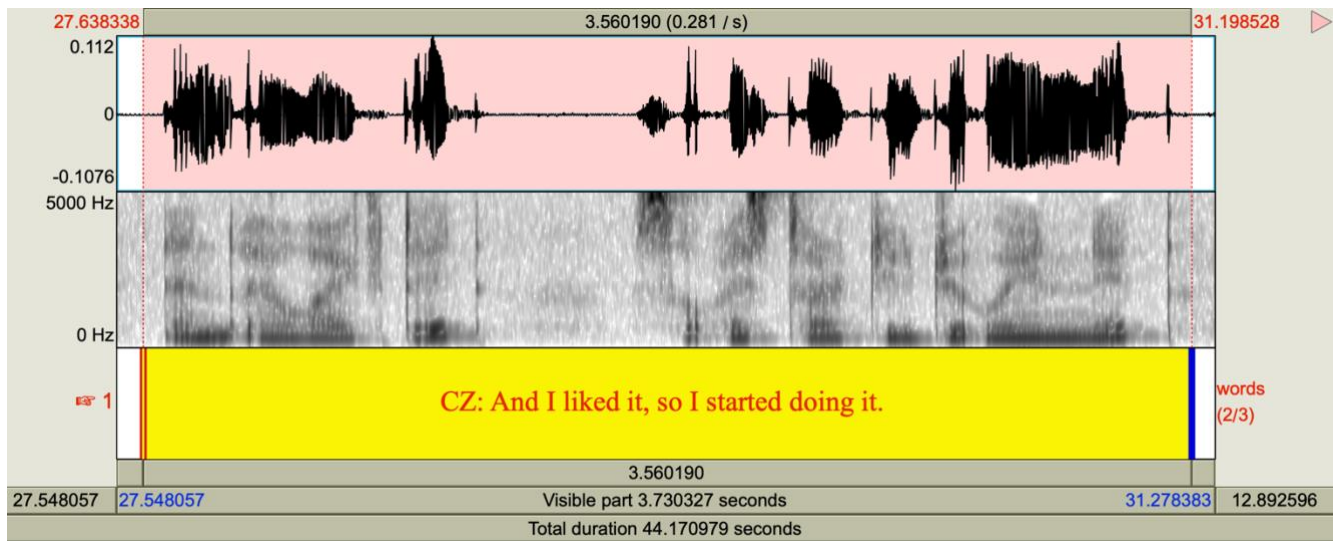 27.638338 3.560190 (0.281 / s) 31.198528
0.112
0
-0.1076
5000 Hz
0 Hz
☞ 1 CZ: And I liked it, so I started doing it. words
(2/3)
3.560190
27.548057 27.548057 Visible part 3.730327 seconds 31.278383 12.892596
Total duration 44.170979 seconds